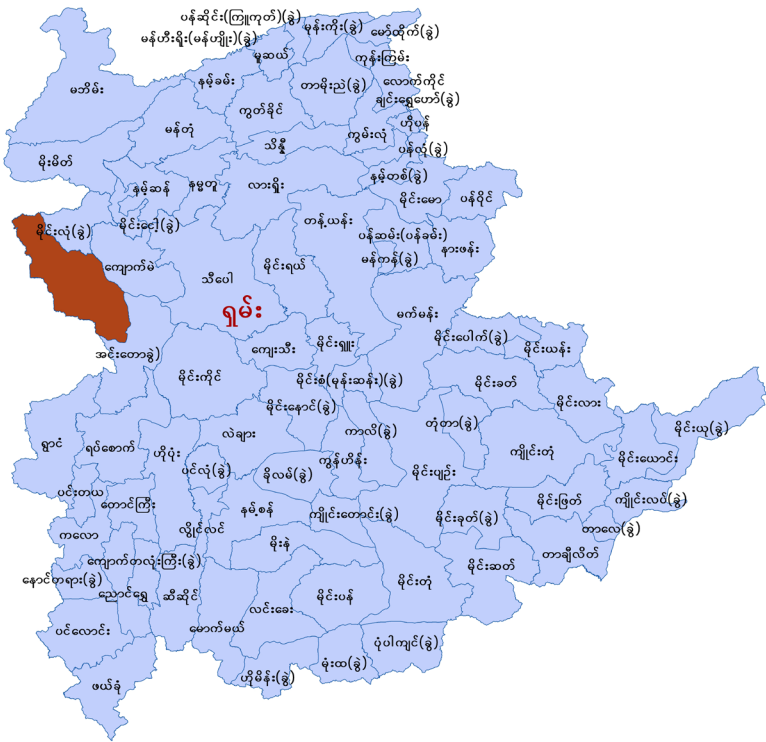 ပန်ဆိုင်း(ကြူကုတ်)(ခွဲ)
မုန်းကိုး(ခွဲ)
မော်ထိုက်(ခွဲ)
မန်ဟီးရိုး(မန်ဟျိုး)(ခွဲ)
မူဆယ်
ကုန်းကြမ်း
မဘိမ်း
နမ့်ခမ်း
တာမိုးညဲ(ခွဲ)
လောက်ကိုင်
ချင်းရွှေဟော်(ခွဲ)
ကွတ်ခိုင်
မန်တုံ
ဟိုပန်
ကွမ်းလုံ
သိန္နီ
ပန်လုံ(ခွဲ)
မိုးမိတ်
နမ့်တစ်(ခွဲ)
နမ့်ဆန်
နမ္မတူ
လားရှိုး
မိုင်းမော
ပန်ဝိုင်
မိုင်းလုံ(ခွဲ)
မိုင်းငေါ့(ခွဲ)
တန့်ယန်း
ပန်ဆမ်း(ပန်ခမ်း)
နားဖန်း
မန်ကန်(ခွဲ)
ကျောက်မဲ
သီပေါ
မိုင်းရယ်
ရှမ်း
မက်မန်း
မိုင်းပေါက်(ခွဲ)
မိုင်းယန်း
အင်းတောခွဲ)
ကျေးသီး
မိုင်းရှူး
မိုင်းကိုင်
မိုင်းစံ(မုန်းဆန်း)(ခွဲ)
မိုင်းခတ်
မိုင်းလား
မိုင်းနောင်(ခွဲ)
မိုင်းယု(ခွဲ)
တုံတာ(ခွဲ)
လဲချား
ကာလိ(ခွဲ)
ရွာငံ
ရပ်စောက်
ဟိုပုံး
ကျိုင်းတုံ
မိုင်းယောင်း
ကွန်ဟိန်း
ပင်လုံ(ခွဲ)
ခိုလမ်(ခွဲ)
မိုင်းပျဉ်း
ပင်းတယ
တောင်ကြီး
နမ့်စန်
ကျိုင်းတောင်း(ခွဲ)
မိုင်းခုတ်(ခွဲ)
မိုင်းဖြတ်
ကျိုင်းလပ်(ခွဲ)
တာလေ(ခွဲ)
ကလော
လွိုင်လင်
မိုးနဲ
တာချီလိတ်
ကျောက်တလုံးကြီး(ခွဲ)
မိုင်းဆတ်
နောင်တရား(ခွဲ)
ညောင်ရွှေ
ဆီဆိုင်
မိုင်းပန်
မိုင်းတုံ
လင်းခေး
ပင်လောင်း
မောက်မယ်
ပုံပါကျင်(ခွဲ)
မုံးထ(ခွဲ)
ဟိုမိန်း(ခွဲ)
ဖယ်ခုံ